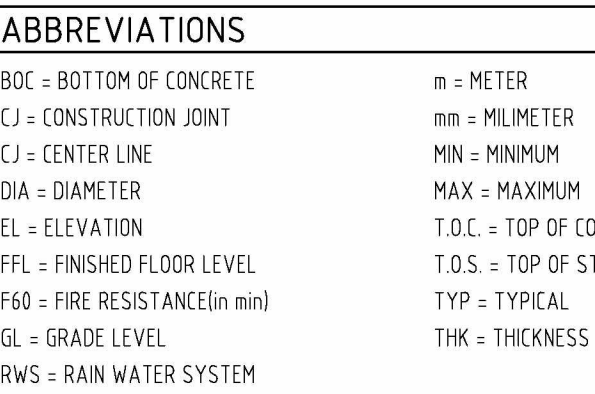 ABBREVIATIONS
BOC = BOTTOM OF CONCRETE
CJ = CONSTRUCTION JOINT
CJ = CENTER LINE
DIA = DIAMETER
EL = ELEVATION
FFL = FINISHED FLOOR LEVEL
F60 = FIRE RESISTANCE(in min)
GL = GRADE LEVEL
RWS = RAIN WATER SYSTEM
m = METER
mm = MILIMETER
MIN = MINIMUM
MAX = MAXIMUM
T.O.C. = TOP OF
T.O.S. = TOP OF
TYP = TYPICAL
THK = THICKNESS